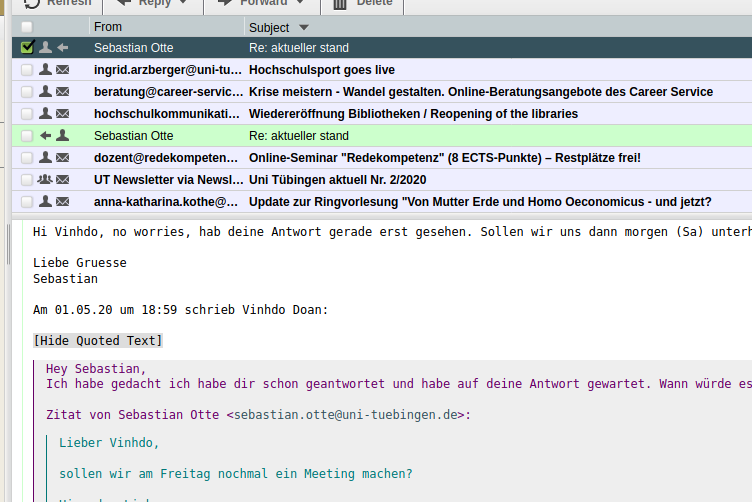 Refresh Reply Forward Delete
From Subject
Sebastian Otte Re: aktueller stand
ingrid.arzberger@uni-tu... Hochschulsport goes live
beratung@career-servic... Krise meistern - Wandel gestalten. Online-Beratungsangebote des Career Service
hochschulkommunikati... Wiedereröffnung Bibliotheken / Reopening of the libraries
Sebastian Otte Re: aktueller stand
dozent@redekompeten... Online-Seminar "Redekompetenz" (8 ECTS-Punkte) – Restplätze frei!
UT Newsletter via Newsl... Uni Tübingen aktuell Nr. 2/2020
anna-katharina.kothe@... Update zur Ringvorlesung "Von Mutter Erde und Homo Oeconomicus - und jetzt?
Hi Vinhdo, no worries, hab deine Antwort gerade erst gesehen. Sollen wir uns dann morgen (Sa) unterh
Liebe Gruesse
Sebastian
Am 01.05.20 um 18:59 schrieb Vinhdo Doan:
[Hide Quoted Text]
Hey Sebastian,
Ich habe gedacht ich habe dir schon geantwortet und habe auf deine Antwort gewartet. Wann würde es
Zitat von Sebastian Otte <sebastian.otte@uni-tuebingen.de>:
Lieber Vinhdo,
sollen wir am Freitag nochmal ein Meeting machen?